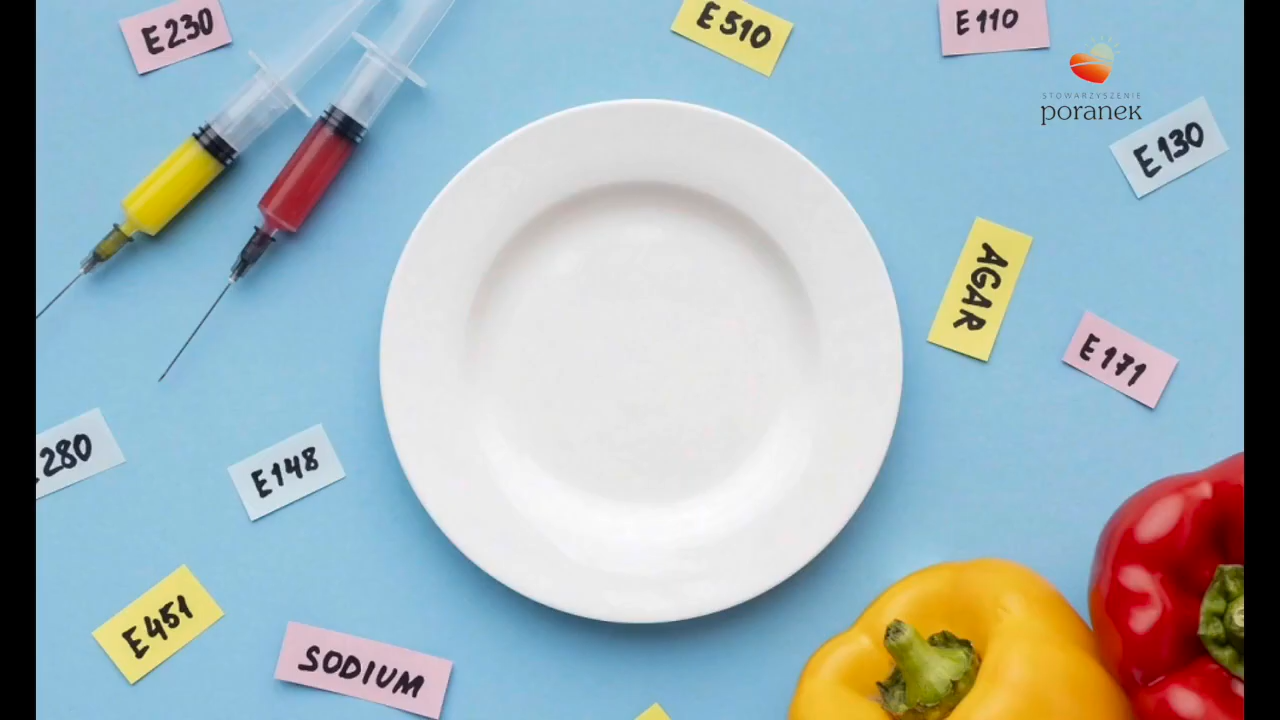 E230
E510
E110
STOWARZYSZENIE
poranek
E130
AGAR
E171
280
E148
E451
SODIUM